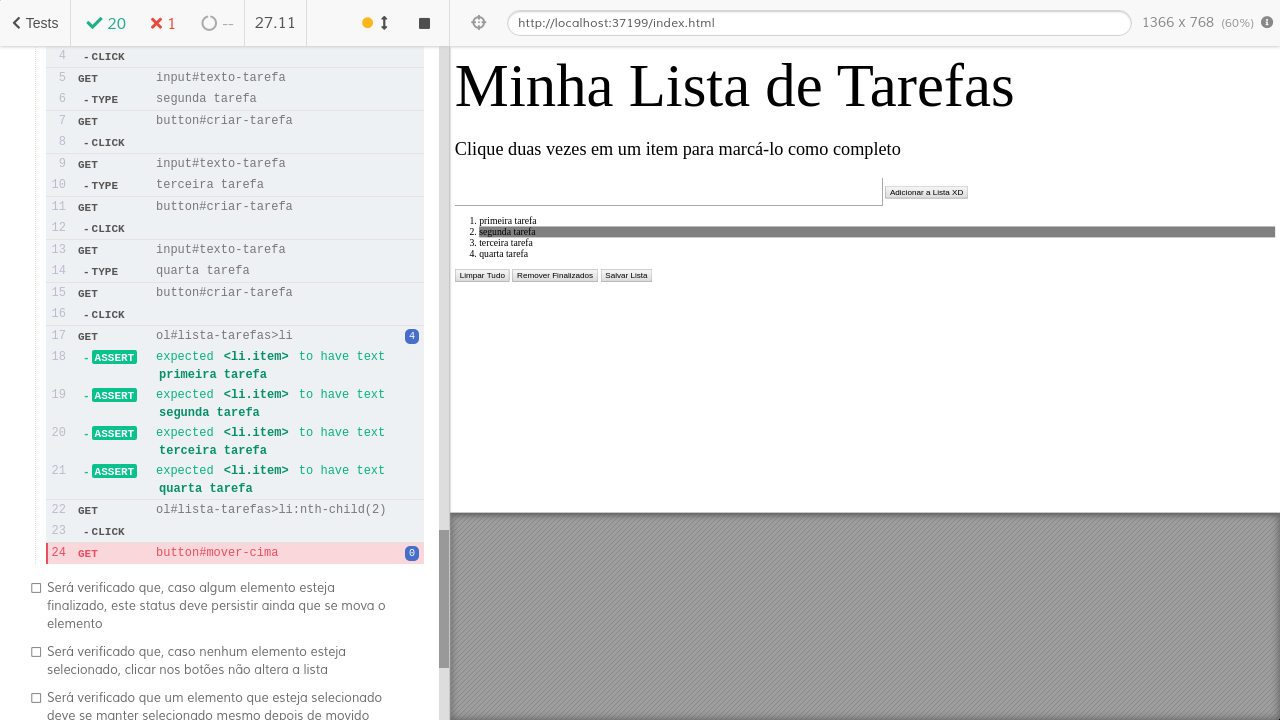 Tests 20 1 -- 27.11 http://localhost:37199/index.html 1366 x 768 (60%)
4 - CLICK
5 GET input#texto-tarefa
6 - TYPE segunda tarefa
7 GET button#criar-tarefa
8 - CLICK
9 GET input#texto-tarefa
10 - TYPE terceira tarefa
11 GET button#criar-tarefa
12 - CLICK
13 GET input#texto-tarefa
14 - TYPE quarta tarefa
15 GET button#criar-tarefa
16 - CLICK
17 GET ol#lista-tarefas>li 4
18 - ASSERT expected <li.item> to have text
primeira tarefa
19 - ASSERT expected <li.item> to have text
segunda tarefa
20 - ASSERT expected <li.item> to have text
terceira tarefa
21 - ASSERT expected <li.item> to have text
quarta tarefa
22 GET ol#lista-tarefas>li:nth-child(2)
23 - CLICK
24 GET button#mover-cima 0
Será verificado que, caso algum elemento esteja
finalizado, este status deve persistir ainda que se mova o
elemento
Será verificado que, caso nenhum elemento esteja
selecionado, clicar nos botões não altera a lista
Será verificado que um elemento que esteja selecionado
deve se manter selecionado mesmo depois de movido
Minha Lista de Tarefas
Clique duas vezes em um item para marcá-lo como completo
Adicionar a Lista XD
1. primeira tarefa
2. segunda tarefa
3. terceira tarefa
4. quarta tarefa
Limpar Tudo Remover Finalizados Salvar Lista